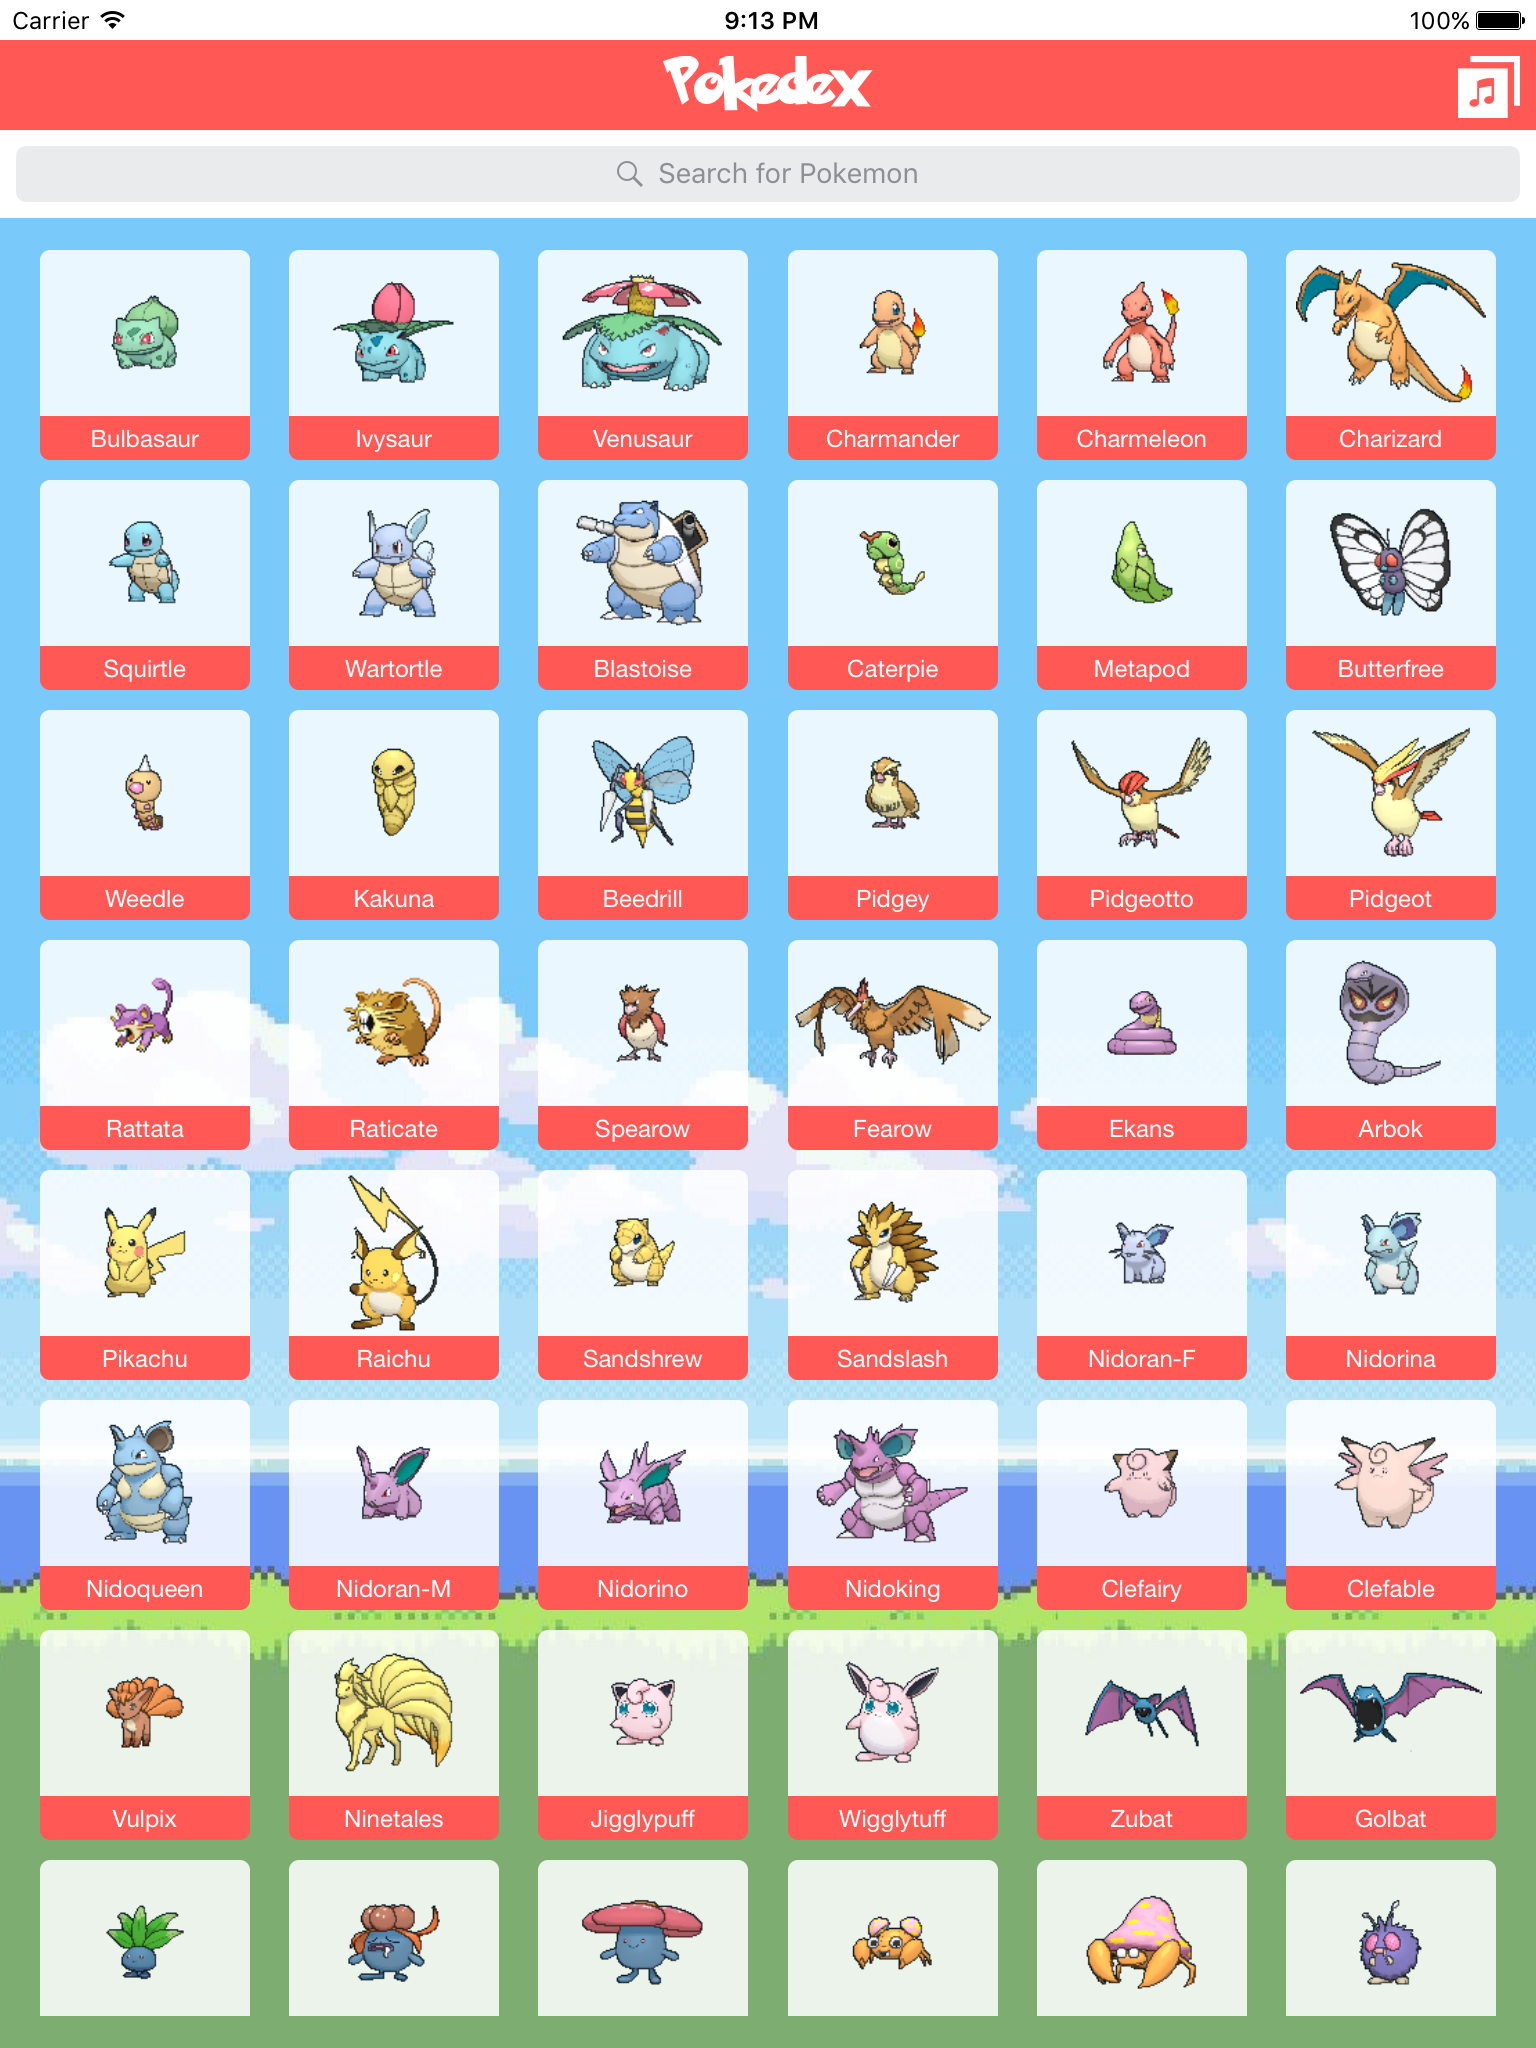 Carrier 9:13 PM 100%
Pokedex
Search for Pokemon
Bulbasaur Ivysaur Venusaur Charmander Charmeleon Charizard
Squirtle Wartortle Blastoise Caterpie Metapod Butterfree
Weedle Kakuna Beedrill Pidgey Pidgeotto Pidgeot
Rattata Raticate Spearow Fearow Ekans Arbok
Pikachu Raichu Sandshrew Sandslash Nidoran-F Nidorina
Nidoqueen Nidoran-M Nidorino Nidoking Clefairy Clefable
Vulpix Ninetales Jigglypuff Wigglytuff Zubat Golbat